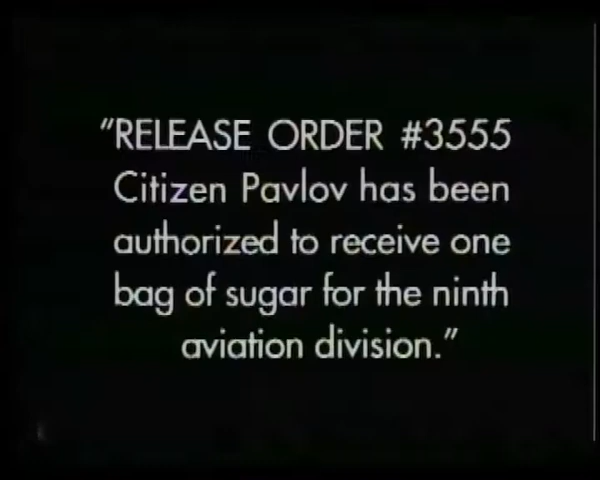 "RELEASE ORDER #3555
Citizen Pavlov has been
authorized to receive one
bag of sugar for the ninth
aviation division."